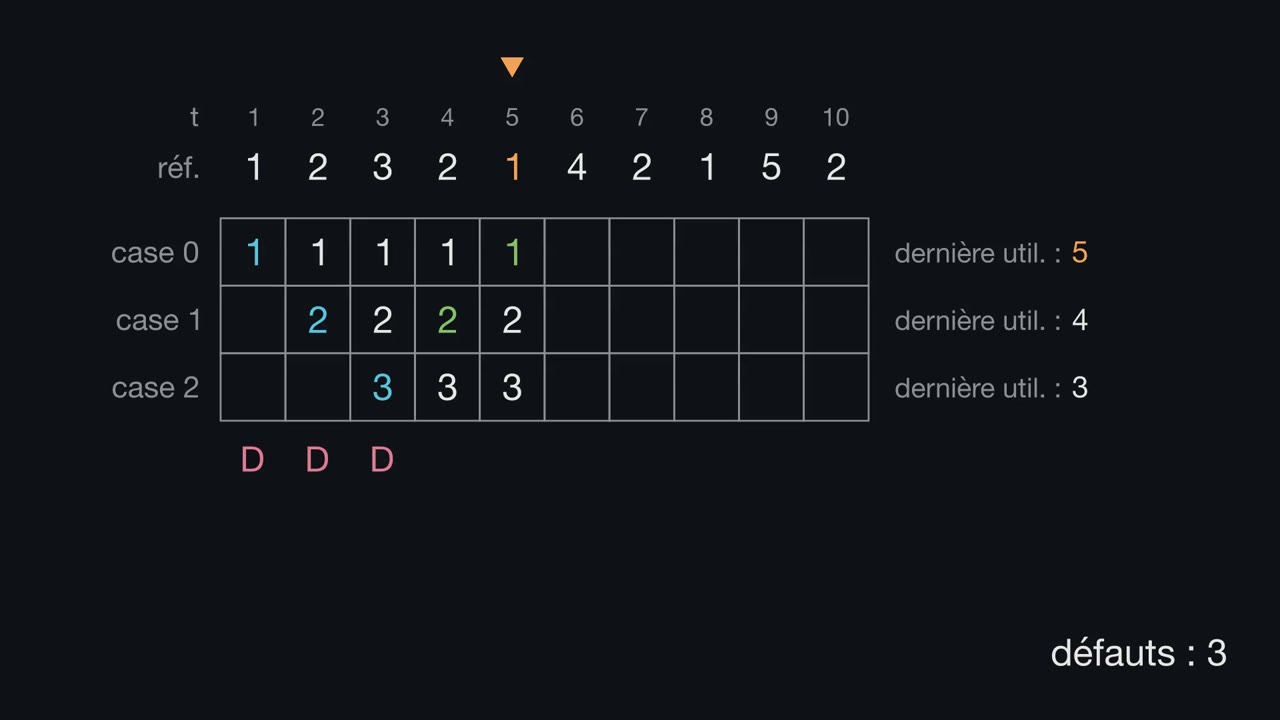 t 1 2 3 4 5 6 7 8 9 10
réf. 1 2 3 2 1 4 2 1 5 2
case 0 1 1 1 1 1 dernière util. : 5
case 1 2 2 2 2 dernière util. : 4
case 2 3 3 3 dernière util. : 3
D D D
défauts : 3